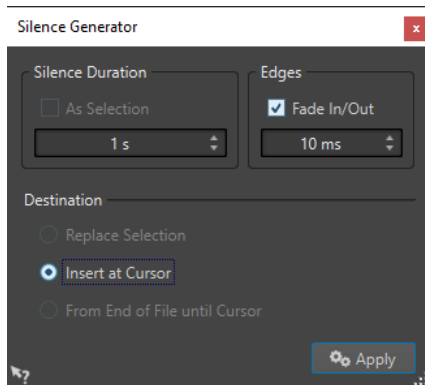 Silence Generator
x
Silence Duration
Edges
As Selection
Fade In/Out
1 s
10 ms
Destination
Replace Selection
Insert at Cursor
From End of File until Cursor
Apply
?